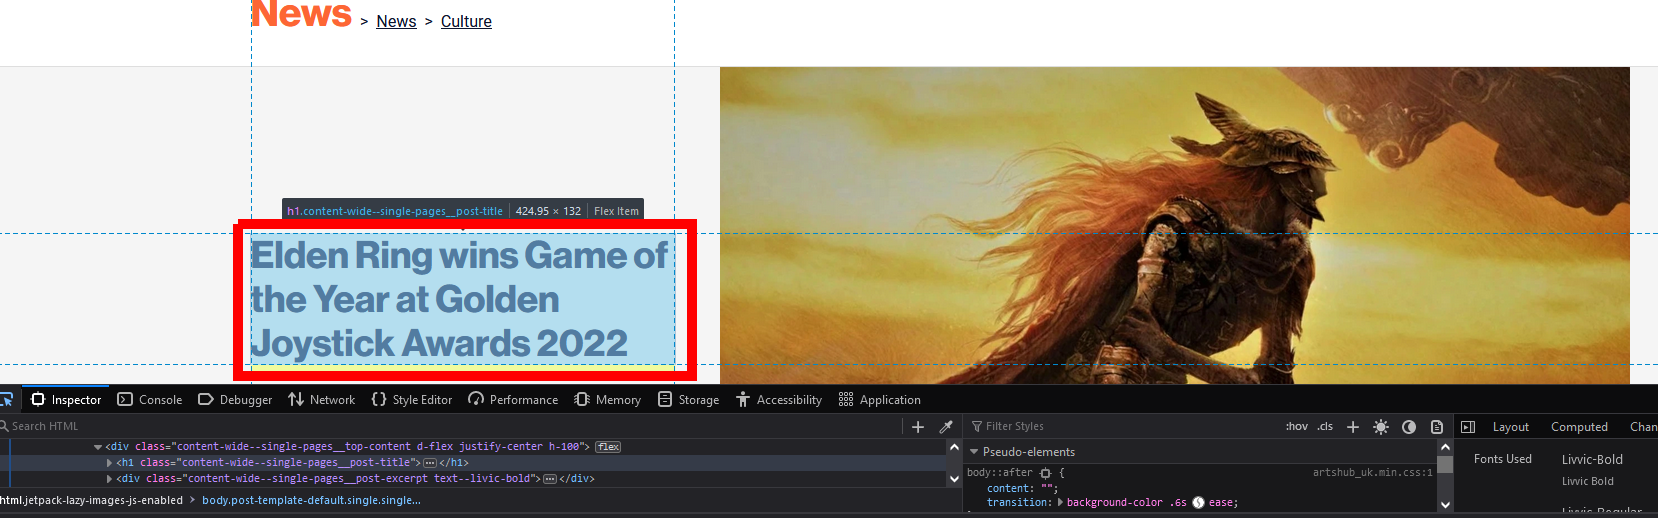 News > News > Culture
h1.content-wide--single-pages__post-title 424.95 × 132 Flex Item
Elden Ring wins Game of
the Year at Golden
Joystick Awards 2022
Inspector Console Debugger Network {} Style Editor Performance Memory Storage Accessibility Application
Search HTML
<div class="content-wide--single-pages__top-content d-flex justify-center h-100"> flex
<h1 class="content-wide--single-pages__post-title">…</h1>
<div class="content-wide--single-pages__post-excerpt text--livic-bold">…</div>
html.jetpack-lazy-images-js-enabled > body.post-template-default.single.single...
Filter Styles :hov .cls +
Pseudo-elements
body::after { artshub_uk.min.css:1
content: "";
transition: background-color .6s ease;
Layout Computed Chan
Fonts Used Livvic-Bold
Livvic Bold
Livvic-Regular